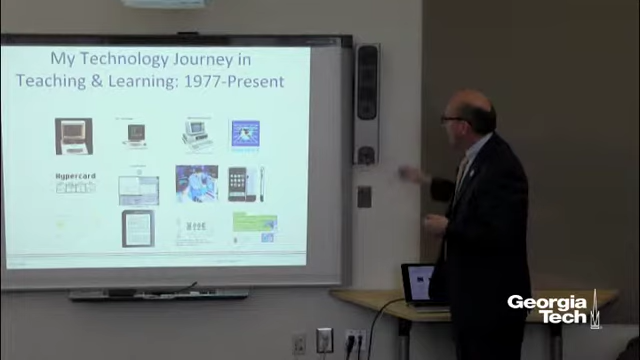 My Technology Journey in
Teaching & Learning: 1977-Present
Hypercard
Georgia
Tech